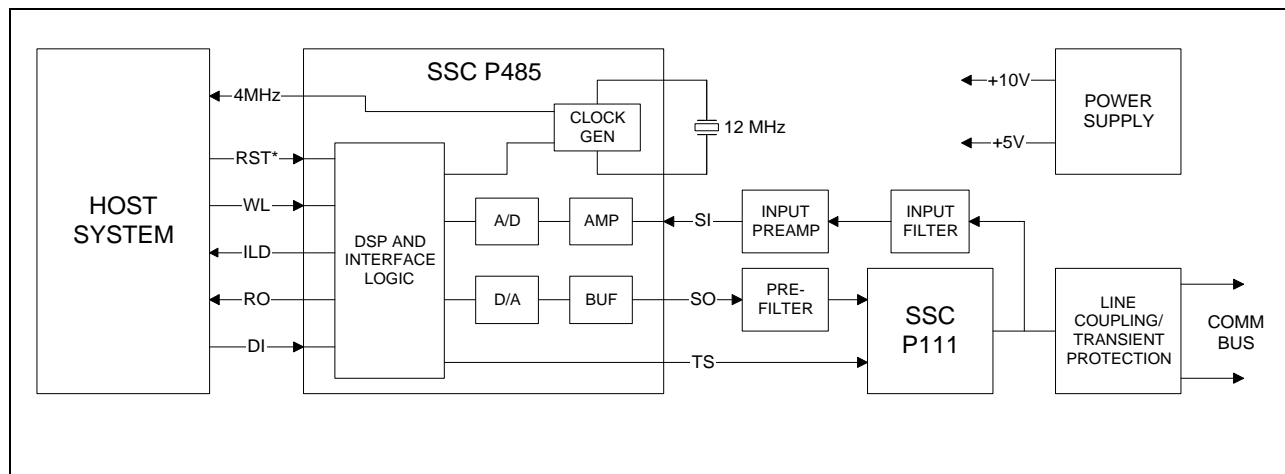 SSC P485
4MHz
CLOCK
GEN
12 MHz
+10V
+5V
POWER
SUPPLY
HOST
SYSTEM
RST*
WL
ILD
RO
DI
DSP AND
INTERFACE
LOGIC
A/D
AMP
SI
INPUT
PREAMP
INPUT
FILTER
D/A
BUF
SO
PRE-
FILTER
TS
SSC
P111
LINE
COUPLING/
TRANSIENT
PROTECTION
COMM
BUS